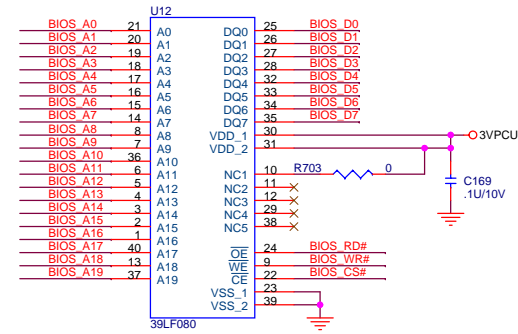 U12
BIOS_A0 21 A0 DQ0 25 BIOS_D0
BIOS_A1 20 A1 DQ1 26 BIOS_D1
BIOS_A2 19 A2 DQ2 27 BIOS_D2
BIOS_A3 18 A3 DQ3 28 BIOS_D3
BIOS_A4 17 A4 DQ4 32 BIOS_D4
BIOS_A5 16 A5 DQ5 33 BIOS_D5
BIOS_A6 15 A6 DQ6 34 BIOS_D6
BIOS_A7 14 A7 DQ7 35 BIOS_D7
BIOS_A8 8 A8 VDD_1 30 3VPCU
BIOS_A9 7 A9 VDD_2 31
BIOS_A10 36 A10
BIOS_A11 6 A11 NC1 10 R703 0
BIOS_A12 5 A12 NC2 11 C169
BIOS_A13 4 A13 NC3 12 .1U/10V
BIOS_A14 3 A14 NC4 29
BIOS_A15 2 A15 NC5 38
BIOS_A16 1 A16
BIOS_A17 40 A17 OE 24 BIOS_RD#
BIOS_A18 13 A18 WE 9 BIOS_WR#
BIOS_A19 37 A19 CE 22 BIOS_CS#
VSS_1 23
VSS_2 39
39LF080